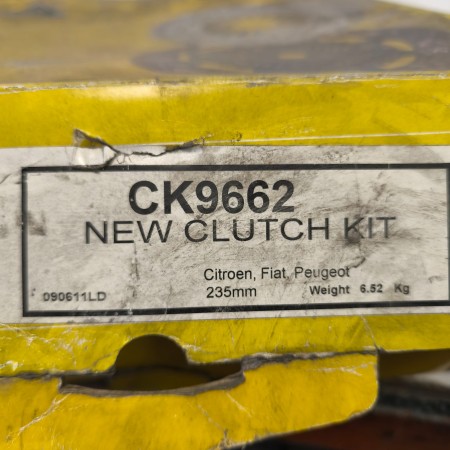 CK9662
NEW CLUTCH KIT
Citroen, Fiat, Peugeot
090611LD 235mm Weight 6.52 Kg